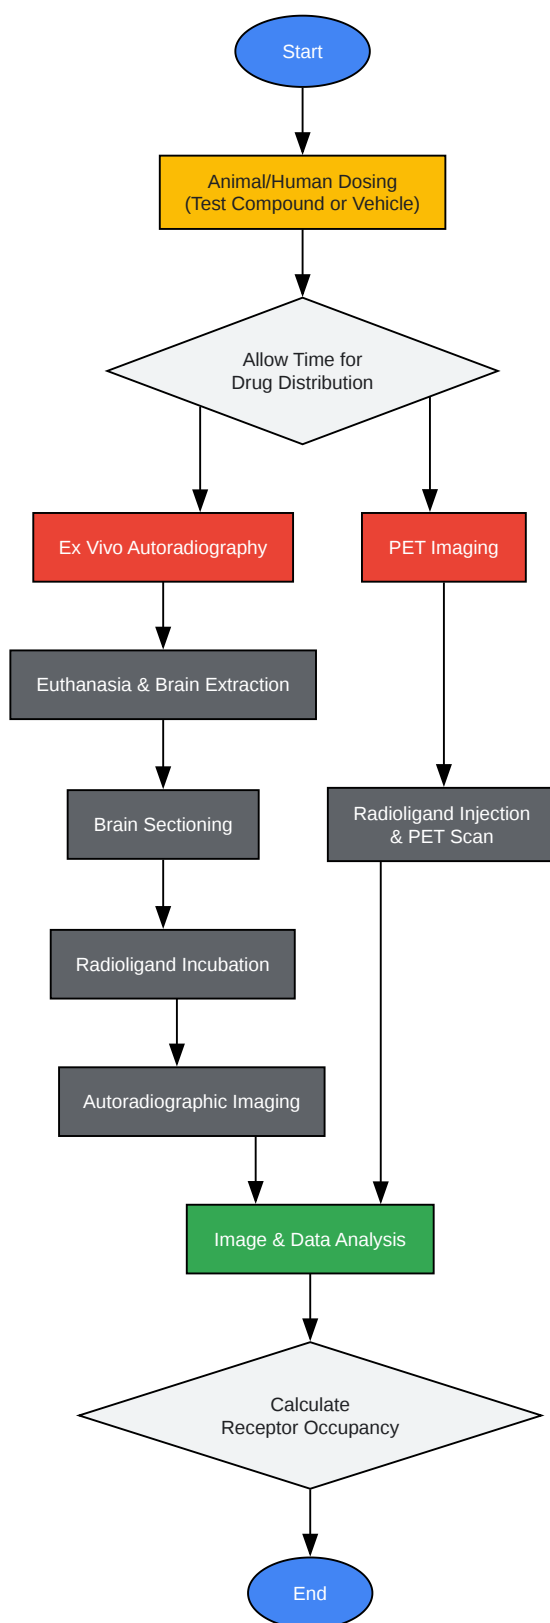 Start
Animal/Human Dosing
(Test Compound or Vehicle)
Allow Time for
Drug Distribution
Ex Vivo Autoradiography
PET Imaging
Euthanasia & Brain Extraction
Brain Sectioning
Radioligand Injection
& PET Scan
Radioligand Incubation
Autoradiographic Imaging
Image & Data Analysis
Calculate
Receptor Occupancy
End